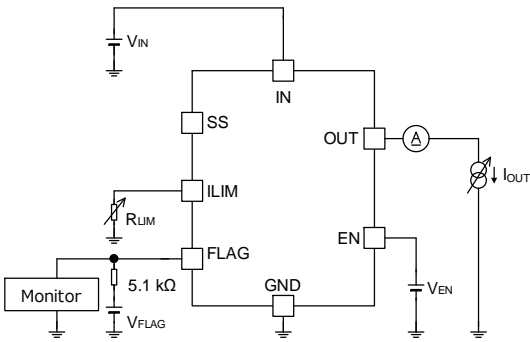 VIN
IN
SS
OUT
A
IOUT
ILIM
RLIM
EN
FLAG
5.1 kΩ
GND
VEN
Monitor
VFLAG